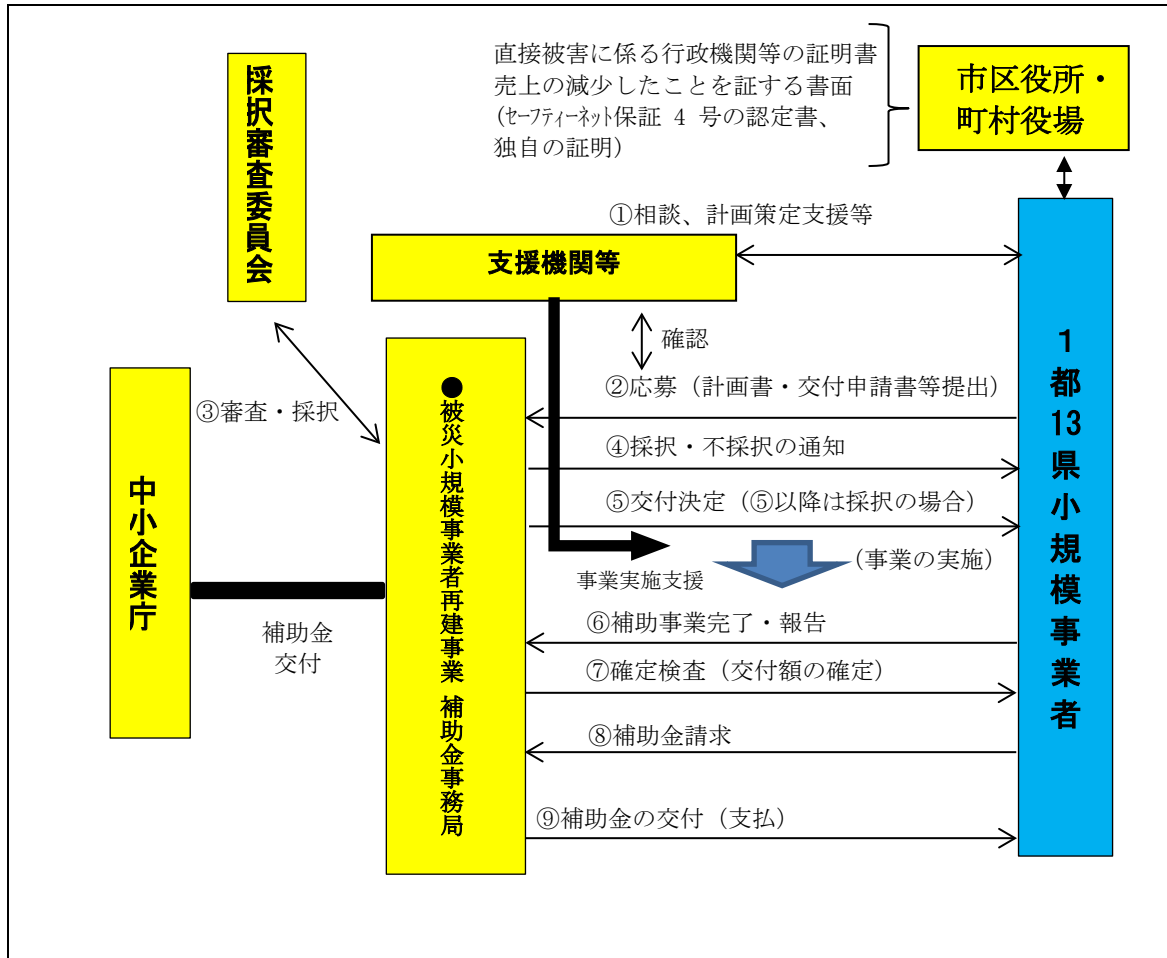 直接被害に係る行政機関等の証明書
売上の減少したことを証する書面
(セーフティーネット保証 4 号の認定書、
独自の証明)
市区役所・
町村役場
採択審査委員会
①相談、計画策定支援等
支援機関等
確認
②応募（計画書・交付申請書等提出）
③審査・採択
④採択・不採択の通知
⑤交付決定（⑤以降は採択の場合）
事業実施支援
(事業の実施)
中小企業庁
補助金
交付
●被災小規模事業者再建事業 補助金事務局
1都13県小規模事業者
⑥補助事業完了・報告
⑦確定検査（交付額の確定）
⑧補助金請求
⑨補助金の交付（支払）